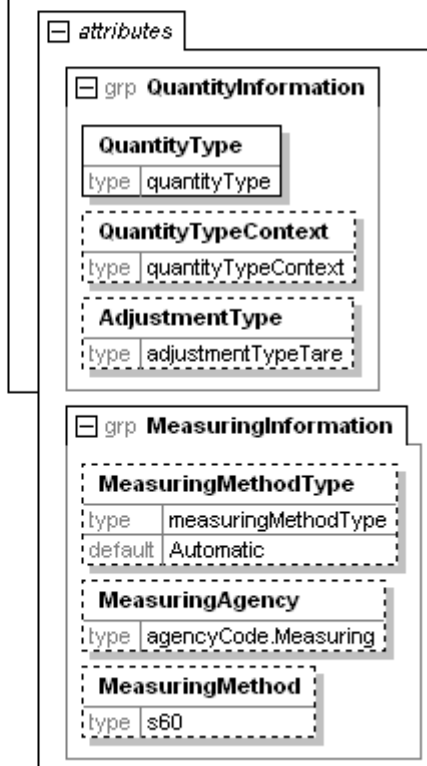 attributes
grp QuantityInformation
QuantityType
type quantityType
QuantityTypeContext
type quantityTypeContext
AdjustmentType
type adjustmentTypeTare
grp MeasuringInformation
MeasuringMethodType
type measuringMethodType
default Automatic
MeasuringAgency
type agencyCode.Measuring
MeasuringMethod
type s60